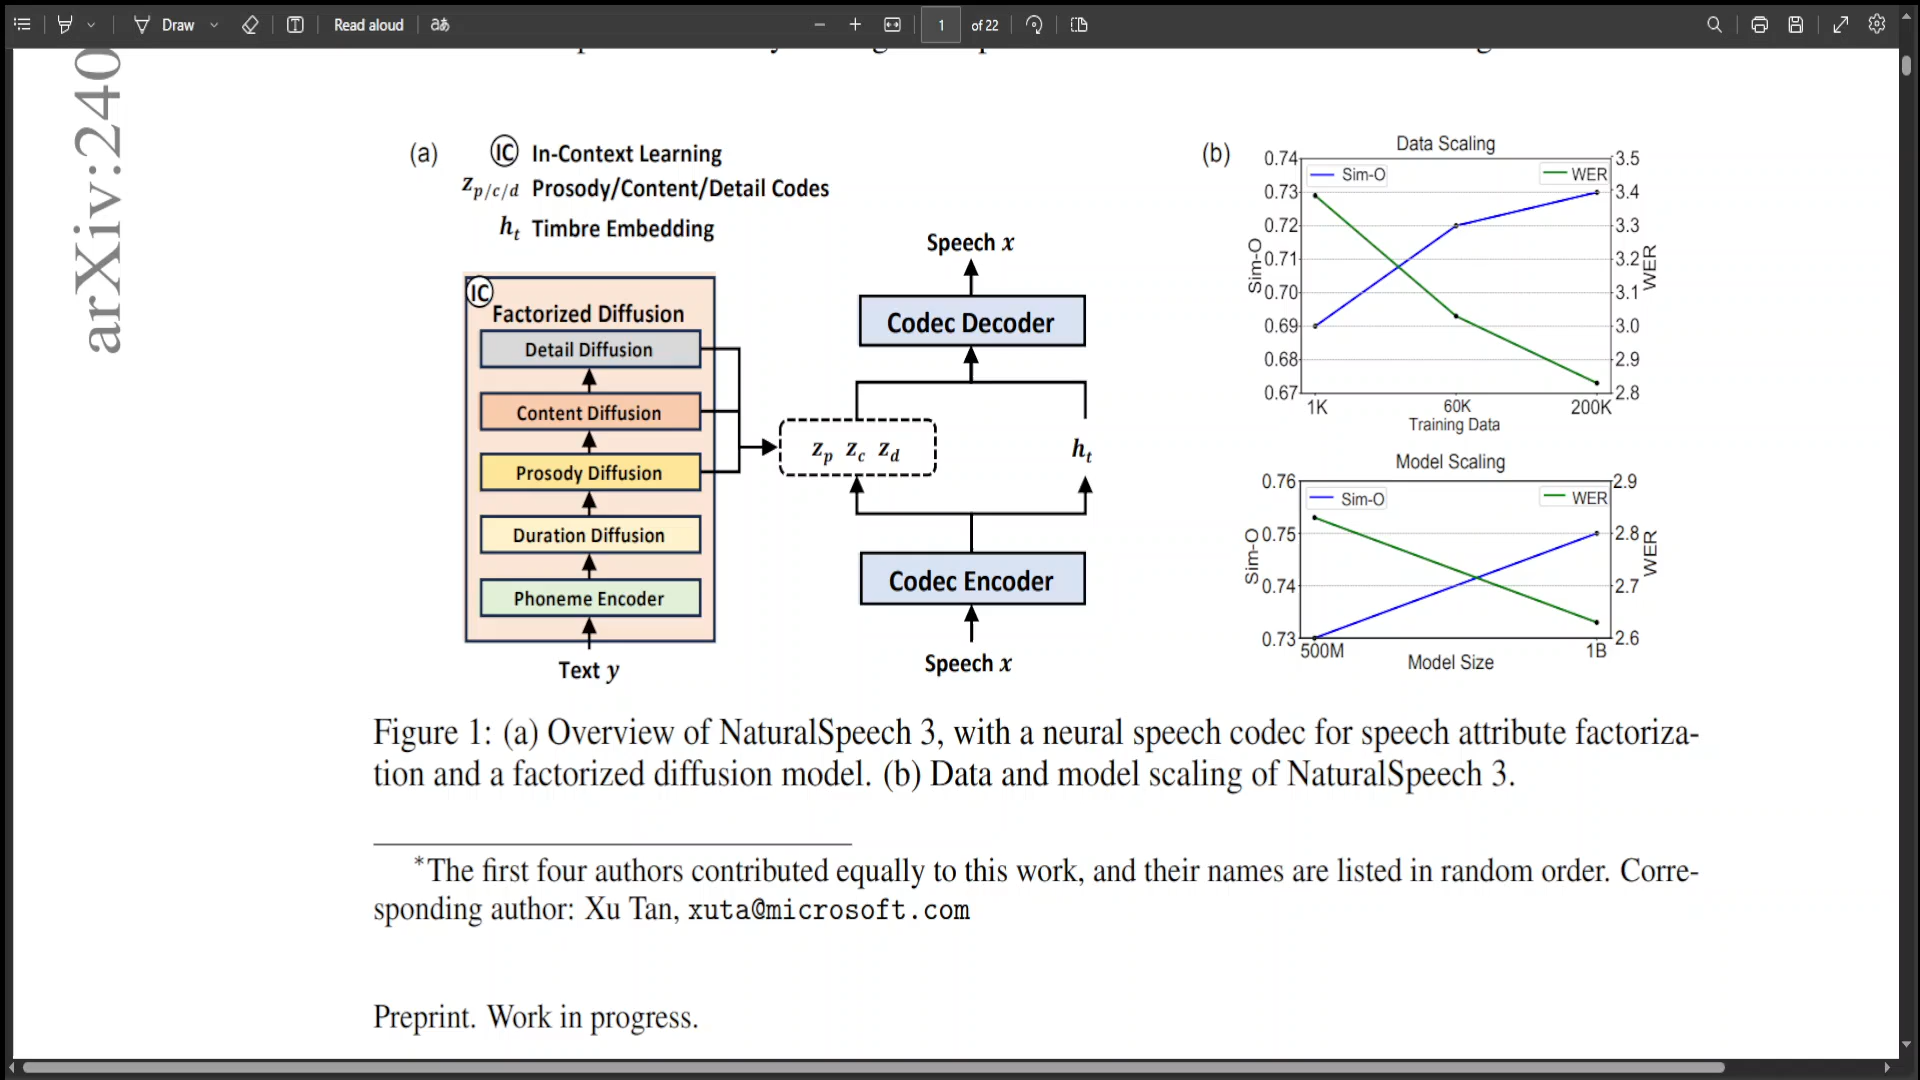 Draw
Read aloud
aあ
1
of 22
arXiv:240
(a)
IC In-Context Learning
z_{p/c/d} Prosody/Content/Detail Codes
h_t Timbre Embedding
IC
Factorized Diffusion
Detail Diffusion
Content Diffusion
Prosody Diffusion
Duration Diffusion
Phoneme Encoder
Text y
Speech x
Codec Decoder
z_p z_c z_d
h_t
Codec Encoder
Speech x
(b)
Data Scaling
Sim-O
WER
0.74
0.73
0.72
0.71
0.70
0.69
0.68
0.67
Sim-O
3.5
3.4
3.3
3.2
3.1
3.0
2.9
2.8
WER
1K 60K 200K
Training Data
Model Scaling
Sim-O
WER
0.76
0.75
0.74
0.73
Sim-O
2.9
2.8
2.7
2.6
WER
500M 1B
Model Size
Figure 1: (a) Overview of NaturalSpeech 3, with a neural speech codec for speech attribute factoriza-
tion and a factorized diffusion model. (b) Data and model scaling of NaturalSpeech 3.
*The first four authors contributed equally to this work, and their names are listed in random order. Corre-
sponding author: Xu Tan, xuta@microsoft.com
Preprint. Work in progress.